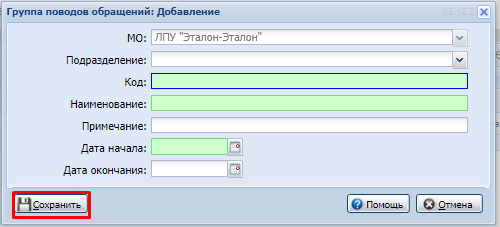 Группа поводов обращений: Добавление
МО: ЛПУ "Эталон-Эталон"
Подразделение:
Код:
Наименование:
Примечание:
Дата начала:
Дата окончания:
Сохранить Помощь Отмена